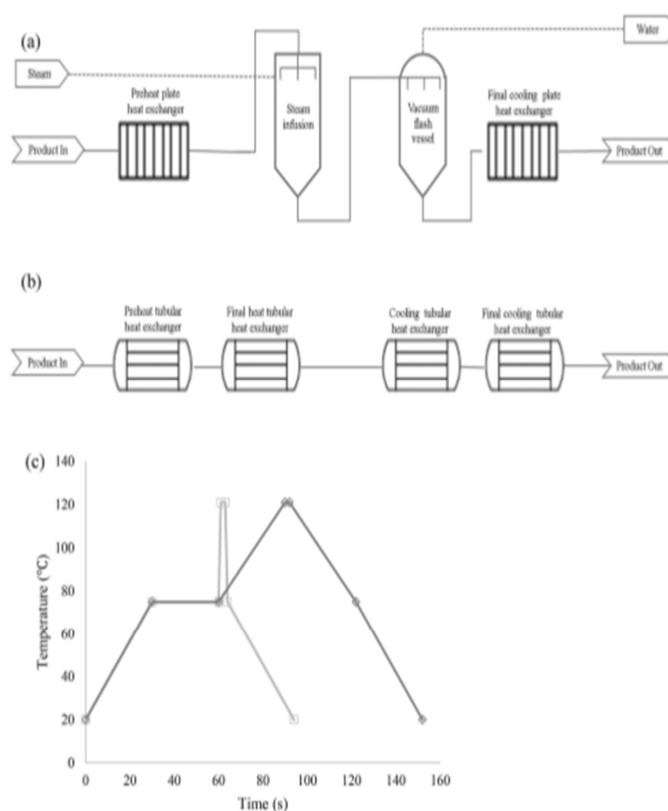 (a)
Water
Steam
Preheat plate
heat exchanger
Steam
infusion
Vacuum
flash
vessel
Final cooling plate
heat exchanger
Product In
Product Out
(b)
Preheat tubular
heat exchanger
Final heat tubular
heat exchanger
Cooling tubular
heat exchanger
Final cooling tubular
heat exchanger
Product In
Product Out
(c)
140
120
100
80
60
40
20
0
Temperature (°C)
0 20 40 60 80 100 120 140 160
Time (s)